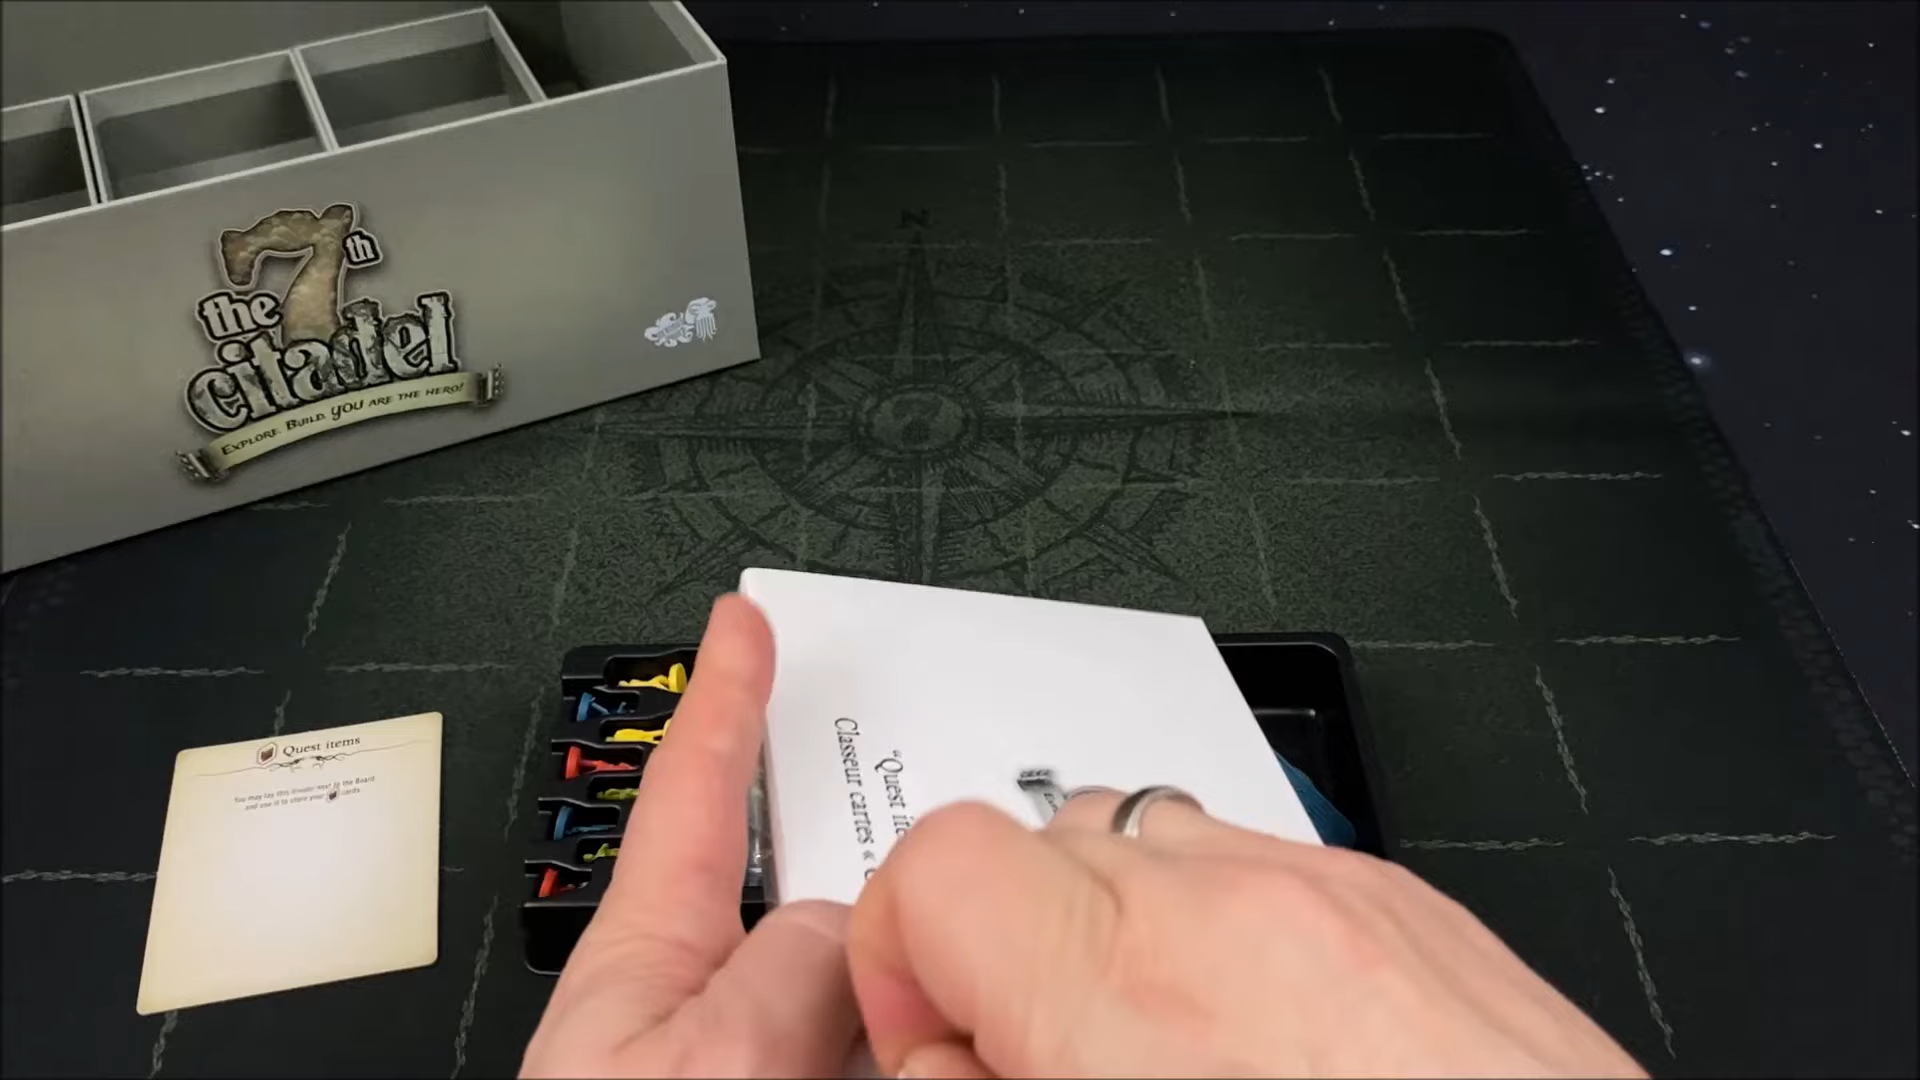 the 7th
citadel
EXPLORE. BUILD. YOU ARE THE HERO!
N
Quest items
You may lay this divider next to the Board
and use it to store your cards.
"Quest
Classeur cartes «